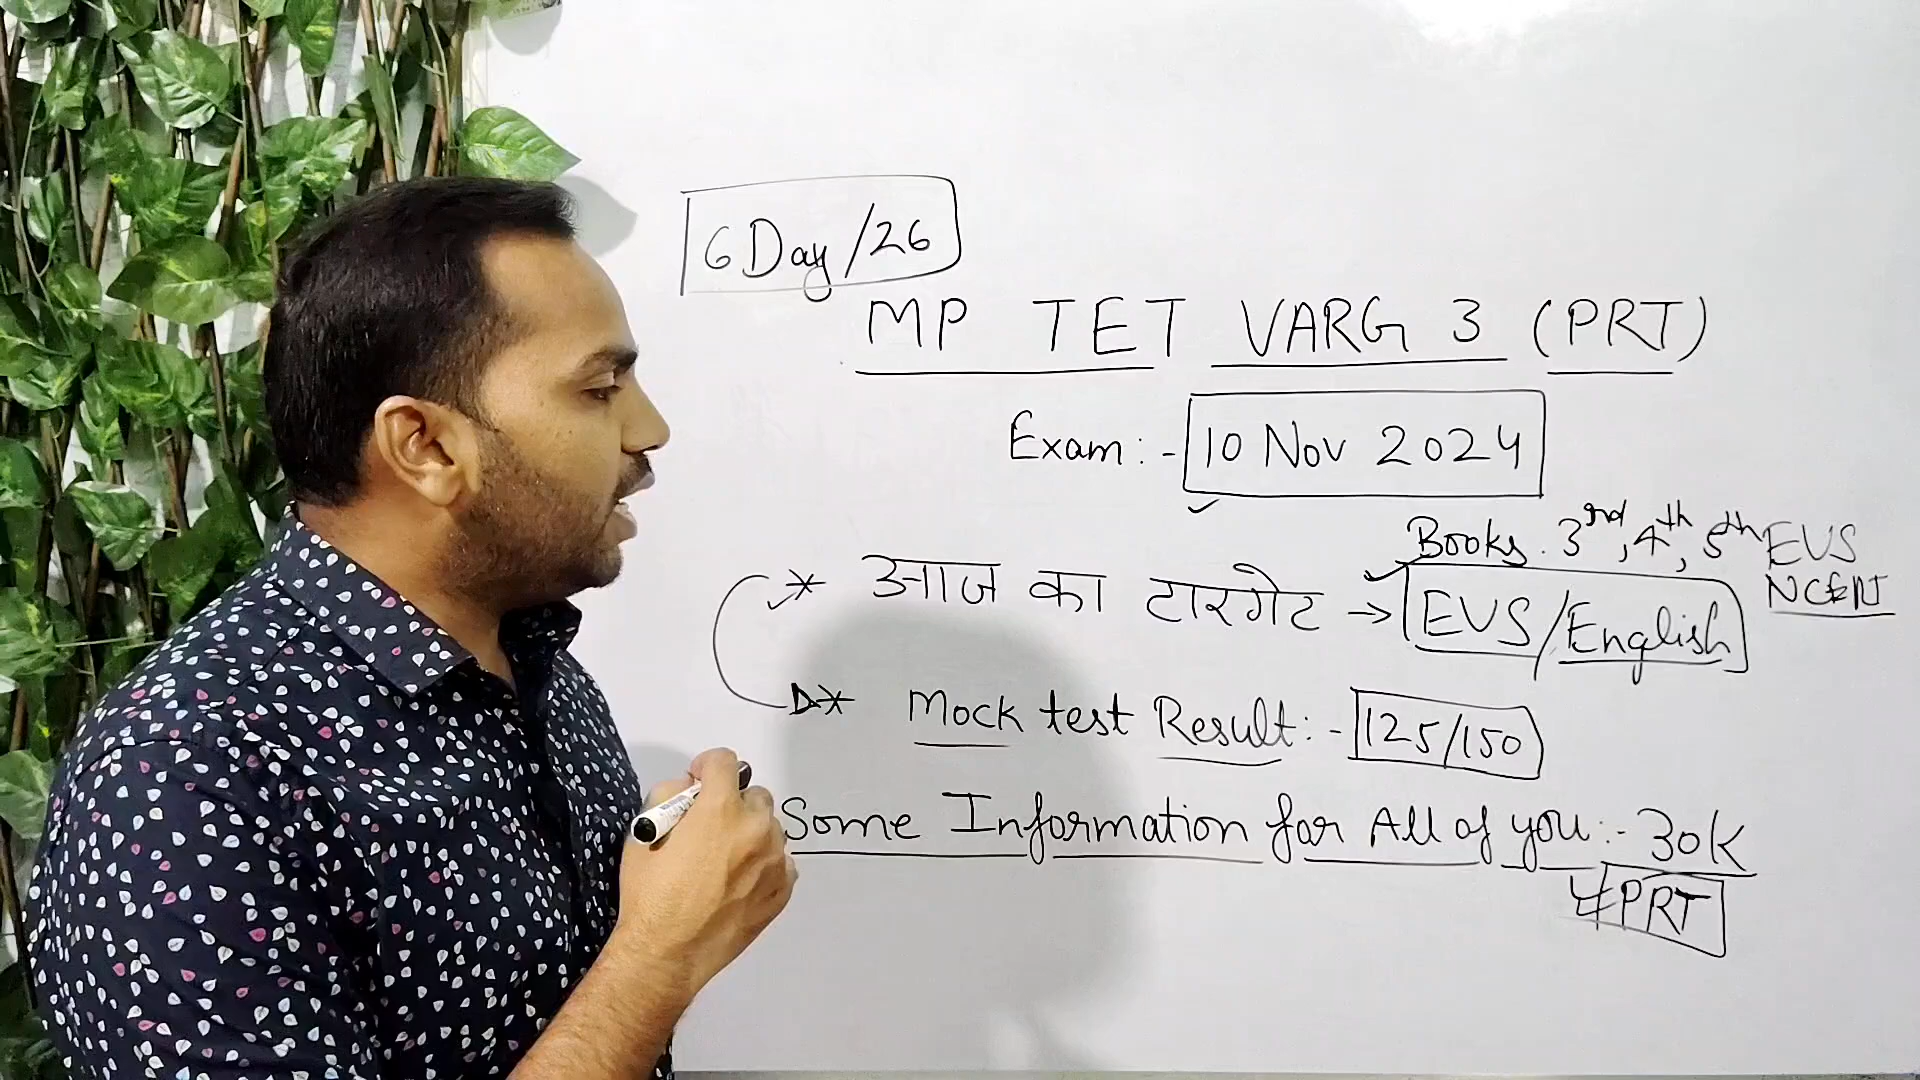 6 Day/26
MP TET VARG 3 (PRT)
Exam:- 10 Nov 2024
Books. 3rd, 4th, 5th EVS
NCERT
* आज का टारगेट → EVS/English
* Mock test Result:- 125/150
Some Information for All of you:- 30K
PRT